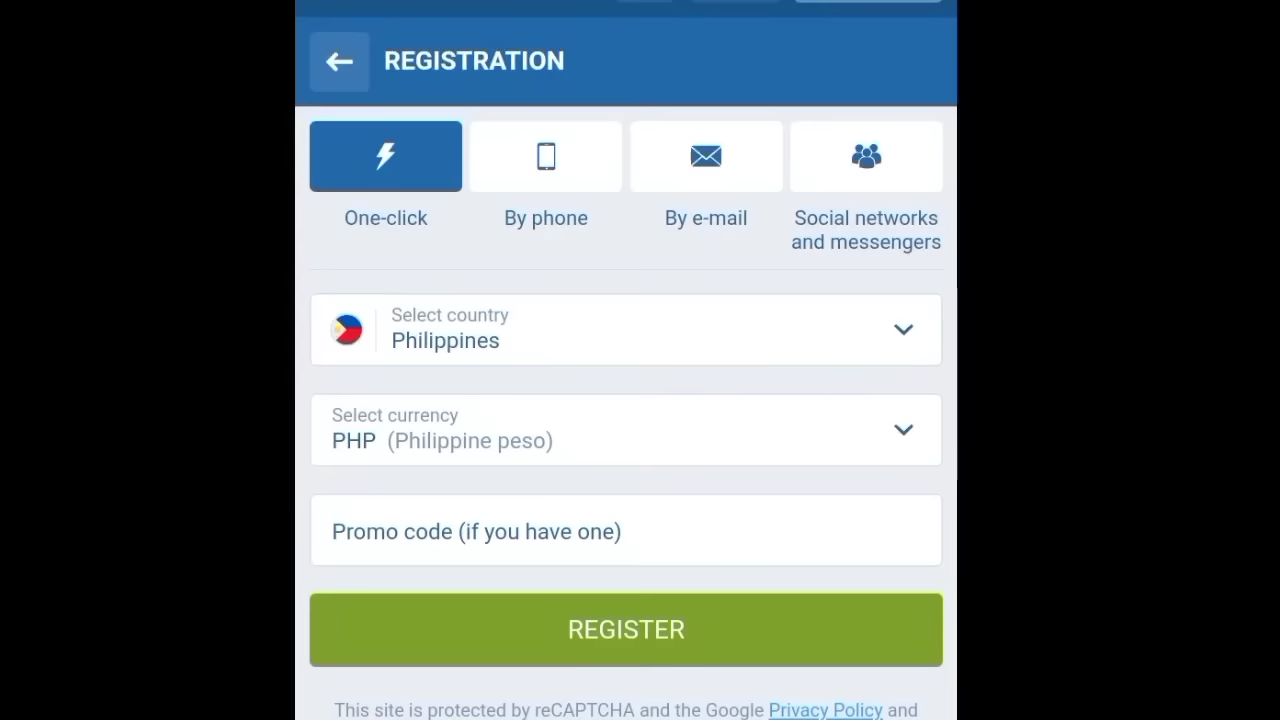 REGISTRATION
One-click
By phone
By e-mail
Social networks
and messengers
Select country
Philippines
Select currency
PHP (Philippine peso)
Promo code (if you have one)
REGISTER
This site is protected by reCAPTCHA and the Google Privacy Policy and